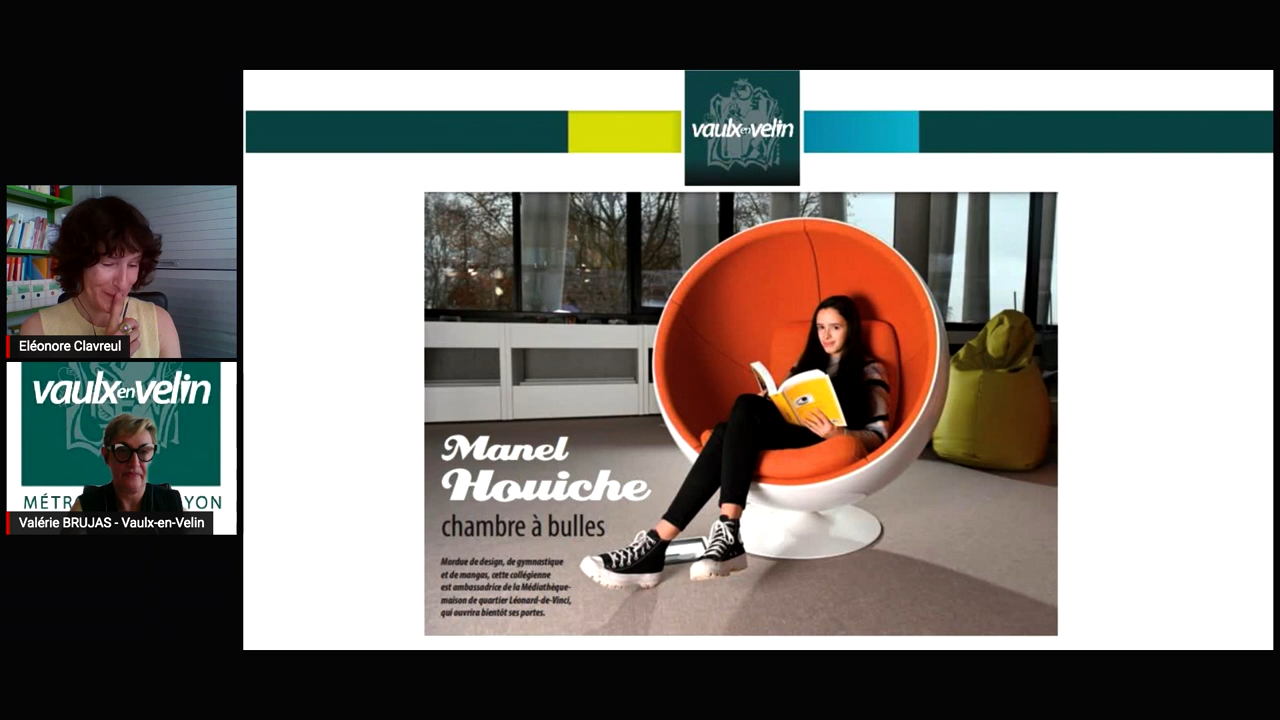 vaulx en velin
Eléonore Clavreul
vaulx en velin
MÉTR YON
Valérie BRUJAS - Vaulx-en-Velin
Manel
Houiche
chambre à bulles
Mordue de design, de gymnastique
et de mangas, cette collégienne
est ambassadrice de la Médiathèque-
maison de quartier Léonard-de-Vinci,
qui ouvrira bientôt ses portes.